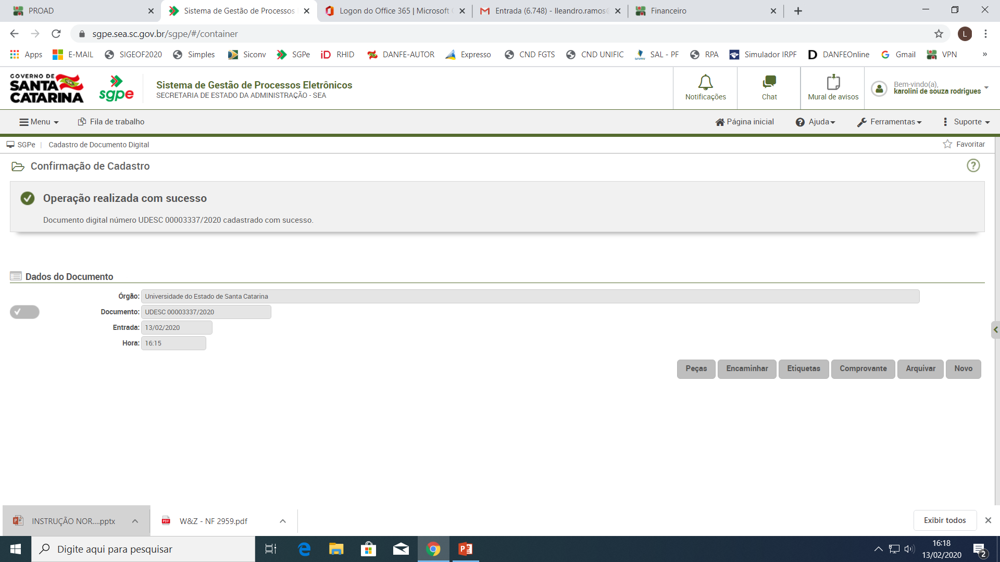 PROAD
Sistema de Gestão de Processos
Logon do Office 365 | Microsoft
Entrada (6.748) - lleandro.ramos
Financeiro
sgpe.sea.sc.gov.br/sgpe/#/container
L
Apps
E-MAIL
SIGEOF2020
Simples
Siconv
SGPe
iD RHID
DANFE-AUTOR
Expresso
CND FGTS
CND UNIFIC
SAL - PF
RPA
Simulador IRPF
D DANFEOnline
G Gmail
VPN
»
GOVERNO DE
SANTA
CATARINA
sgpe
Sistema de Gestão de Processos Eletrônicos
SECRETARIA DE ESTADO DA ADMINISTRAÇÃO - SEA
Notificações
Chat
Mural de avisos
Bem-vindo(a),
karolini de souza rodrigues
Menu
Fila de trabalho
Página inicial
Ajuda
Ferramentas
Suporte
SGPe | Cadastro de Documento Digital
Favoritar
Confirmação de Cadastro
?
Operação realizada com sucesso
Documento digital número UDESC 00003337/2020 cadastrado com sucesso.
Dados do Documento
Órgão: Universidade do Estado de Santa Catarina
Documento: UDESC 00003337/2020
Entrada: 13/02/2020
Hora: 16:15
Peças
Encaminhar
Etiquetas
Comprovante
Arquivar
Novo
INSTRUÇÃO NOR....pptx
PDF
W&Z - NF 2959.pdf
Exibir todos
Digite aqui para pesquisar
16:18
13/02/2020
2